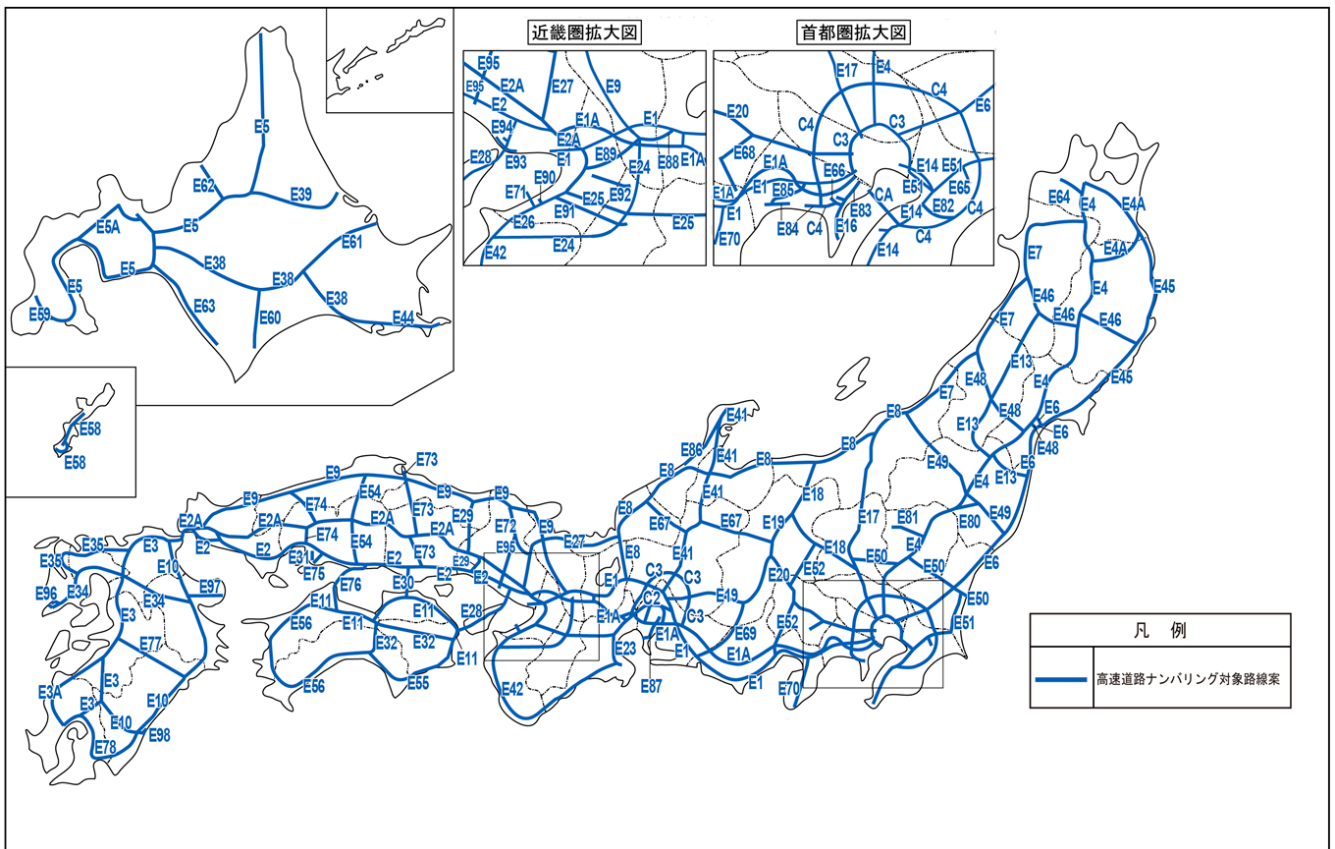 近畿圏拡大図
首都圏拡大図
E5
E62
E39
E5A
E5
E61
E38
E5
E38
E5
E63
E38
E59
E60
E44
E95
E95
E2A
E27
E9
E2
E1A
E1
E94
E2A
E28
E93
E1
E89
E24
E88
E1A
E90
E71
E25
E92
E91
E26
E25
E24
E42
E17
E4
C4
E6
E20
C4
C3
C3
E68
E1A
E66
E14
E51
E1A
E1
E85
CA
E51
E65
E1
E83
E14
E82
C4
E70
E84
C4
E16
C4
E14
E58
E58
E64
E4
E4A
E7
E4A
E4
E45
E46
E7
E46
E46
E13
E48
E4
E45
E7
E48
E6
E13
E6
E48
E8
E49
E6
E4
E13
E41
E86
E41
E8
E8
E8
E41
E18
E67
E67
E19
E17
E81
E80
E49
E8
E8
E41
E18
E4
E50
E50
E6
E20
E52
E50
E51
E73
E9
E54
E9
E9
E74
E73
E29
E9
E72
E9
E2A
E2A
E2A
E2A
E74
E27
E2
E2
E31
E54
E2
E73
E29
E95
E75
E2
E2
E76
E30
E1
C3
C3
C2
E19
E1A
C3
E69
E52
E1A
E1
E1A
E23
E1
E70
E87
E35
E3
E35
E10
E96
E34
E34
E97
E3
E77
E3A
E3
E3
E10
E10
E98
E78
E11
E56
E11
E11
E28
E32
E32
E11
E56
E55
E42
凡 例
高速道路ナンバリング対象路線案